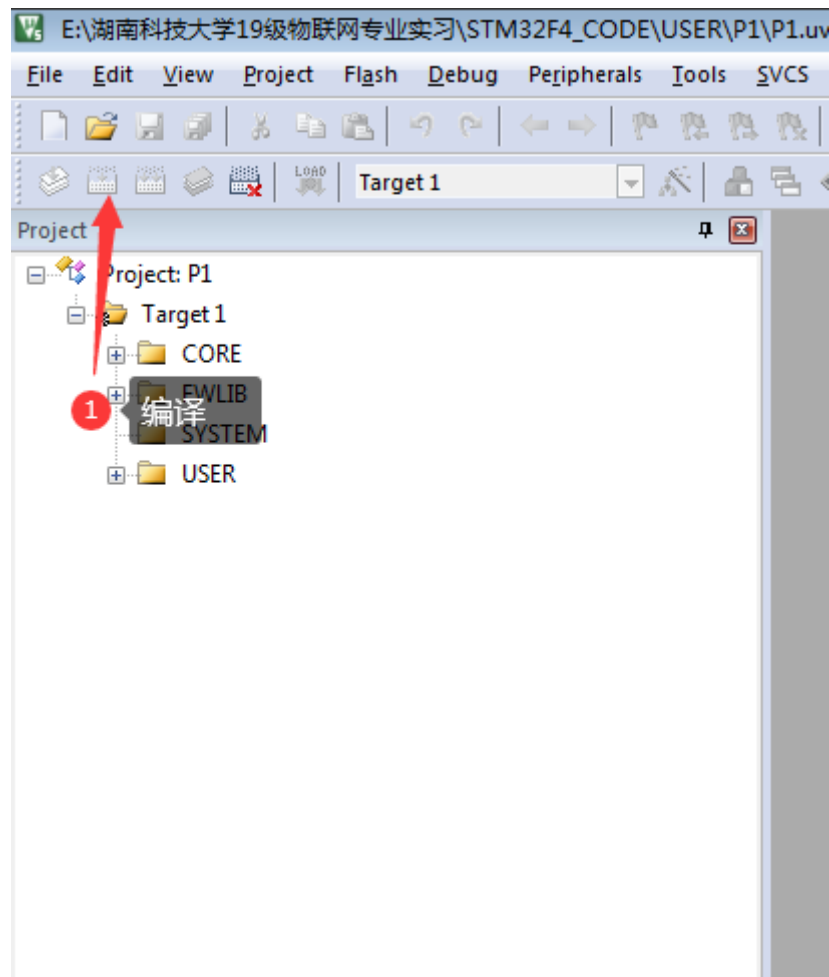 E:\湖南科技大学19级物联网专业实习\STM32F4_CODE\USER\P1\P1.uv
File Edit View Project Flash Debug Peripherals Tools SVCS
LOAD Target 1
Project
Project: P1
Target 1
CORE
FWLIB
1 编译
SYSTEM
USER